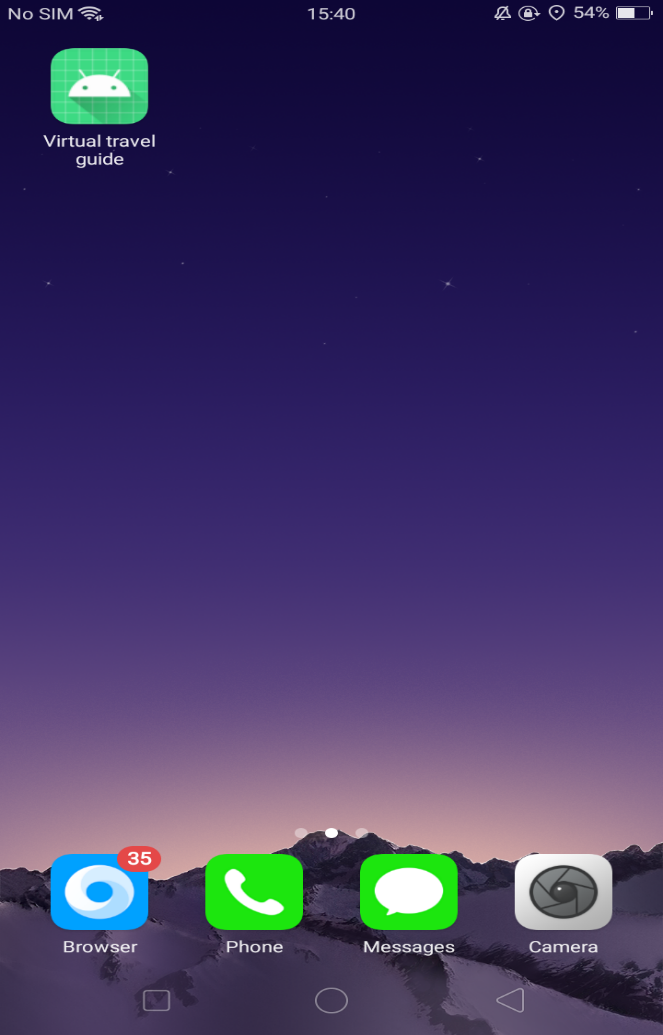 No SIM 15:40 54%
Virtual travel
guide
35
Browser Phone Messages Camera